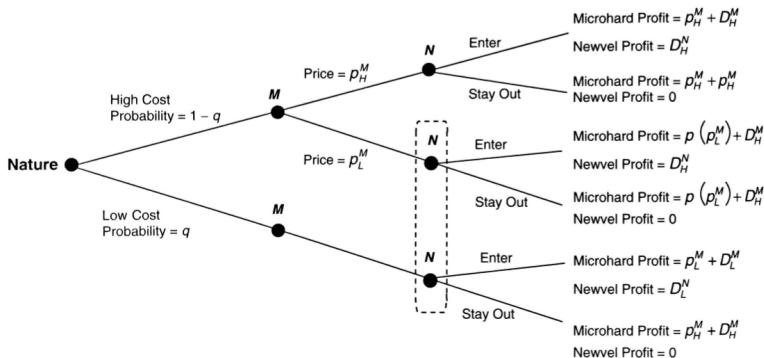 Nature
High Cost
Probability = 1 − q
Low Cost
Probability = q
M
Price = p_H^M
Price = p_L^M
M
N
Enter
Stay Out
N
Enter
Stay Out
N
Enter
Stay Out
Microhard Profit = p_H^M + D_H^M
Newvel Profit = D_H^N
Microhard Profit = p_H^M + p_H^M
Newvel Profit = 0
Microhard Profit = p (p_L^M) + D_H^M
Newvel Profit = D_H^N
Microhard Profit = p (p_L^M) + D_H^M
Newvel Profit = 0
Microhard Profit = p_L^M + D_L^M
Newvel Profit = D_L^N
Microhard Profit = p_H^M + D_H^M
Newvel Profit = 0